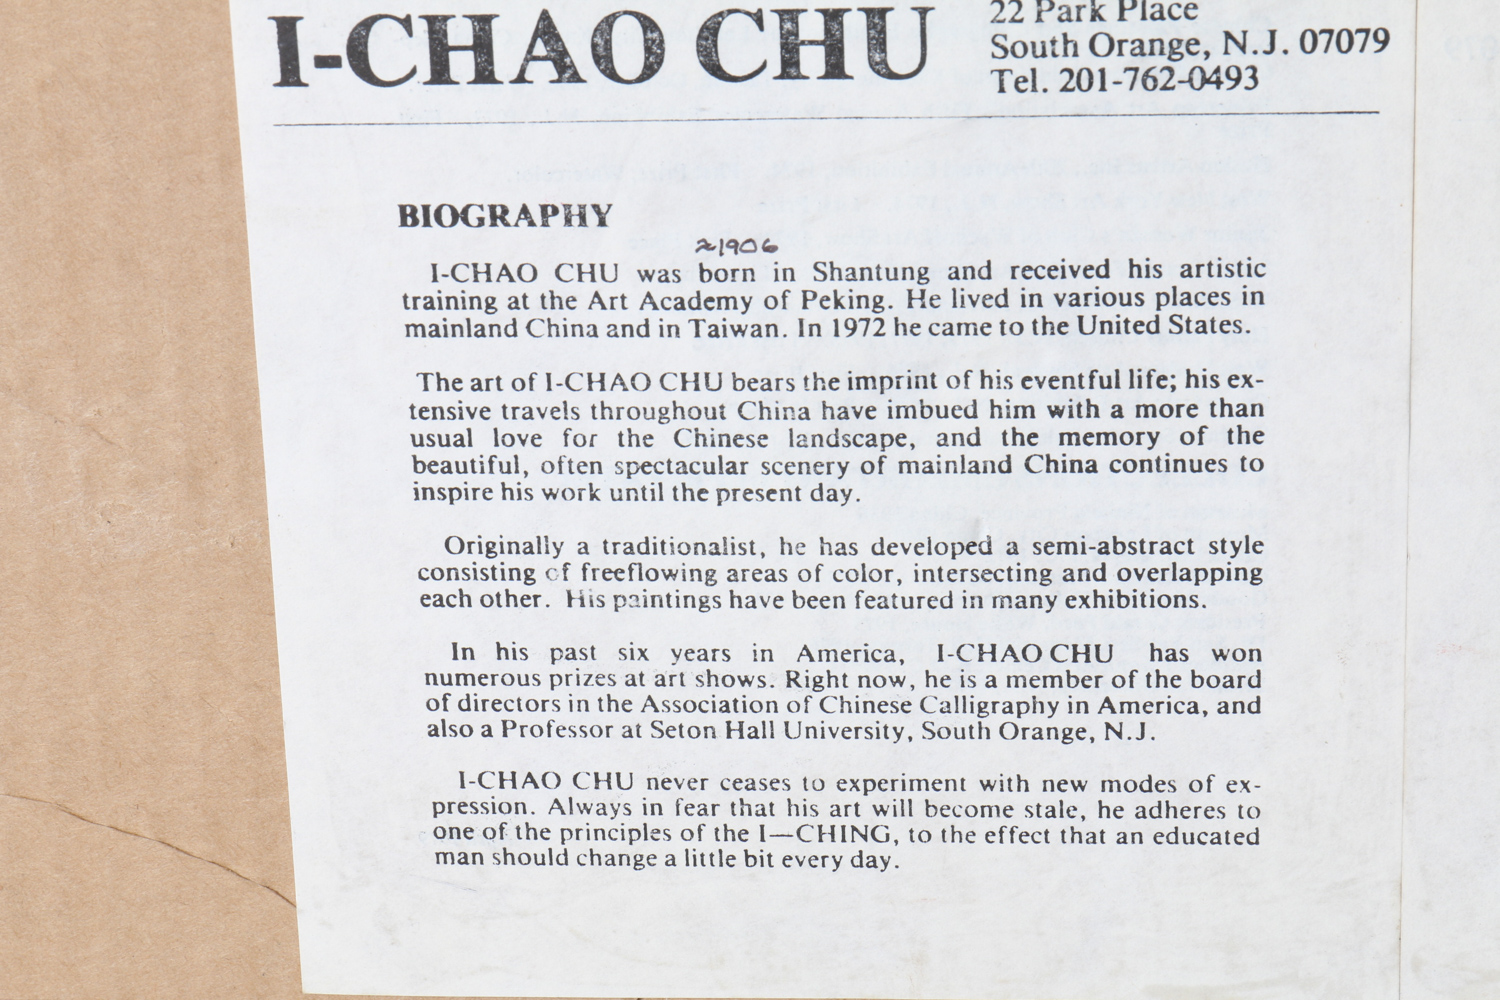 I-CHAO CHU
22 Park Place
South Orange, N.J. 07079
Tel. 201-762-0493
BIOGRAPHY
≈1906
I-CHAO CHU was born in Shantung and received his artistic
training at the Art Academy of Peking. He lived in various places in
mainland China and in Taiwan. In 1972 he came to the United States.
The art of I-CHAO CHU bears the imprint of his eventful life; his ex-
tensive travels throughout China have imbued him with a more than
usual love for the Chinese landscape, and the memory of the
beautiful, often spectacular scenery of mainland China continues to
inspire his work until the present day.
Originally a traditionalist, he has developed a semi-abstract style
consisting of freeflowing areas of color, intersecting and overlapping
each other. His paintings have been featured in many exhibitions.
In his past six years in America, I-CHAO CHU has won
numerous prizes at art shows. Right now, he is a member of the board
of directors in the Association of Chinese Calligraphy in America, and
also a Professor at Seton Hall University, South Orange, N.J.
I-CHAO CHU never ceases to experiment with new modes of ex-
pression. Always in fear that his art will become stale, he adheres to
one of the principles of the I—CHING, to the effect that an educated
man should change a little bit every day.